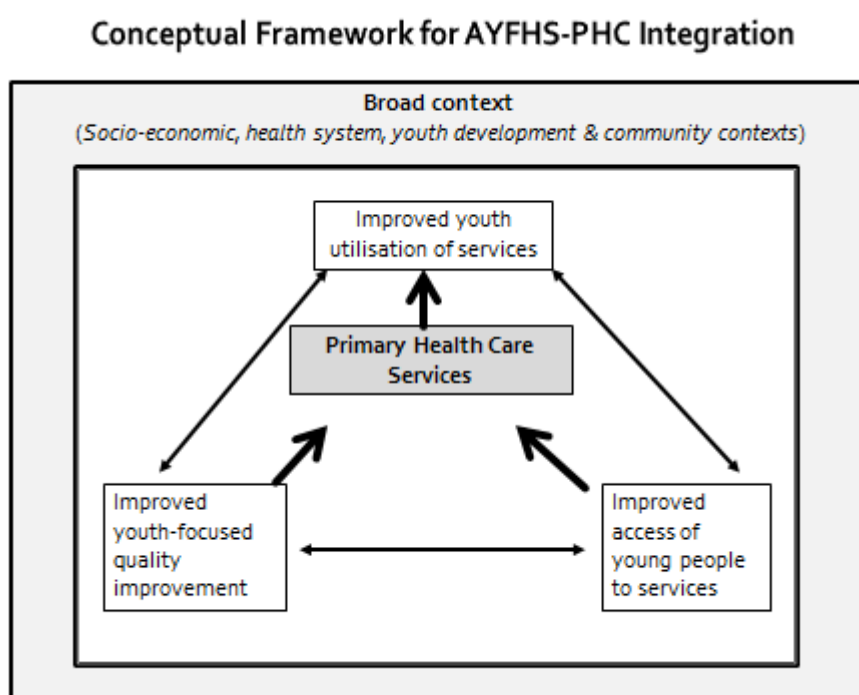 Conceptual Framework for AYFHS-PHC Integration
Broad context
(Socio-economic, health system, youth development & community contexts)
Improved youth
utilisation of services
Primary Health Care
Services
Improved
youth-focused
quality
improvement
Improved
access of
young people
to services